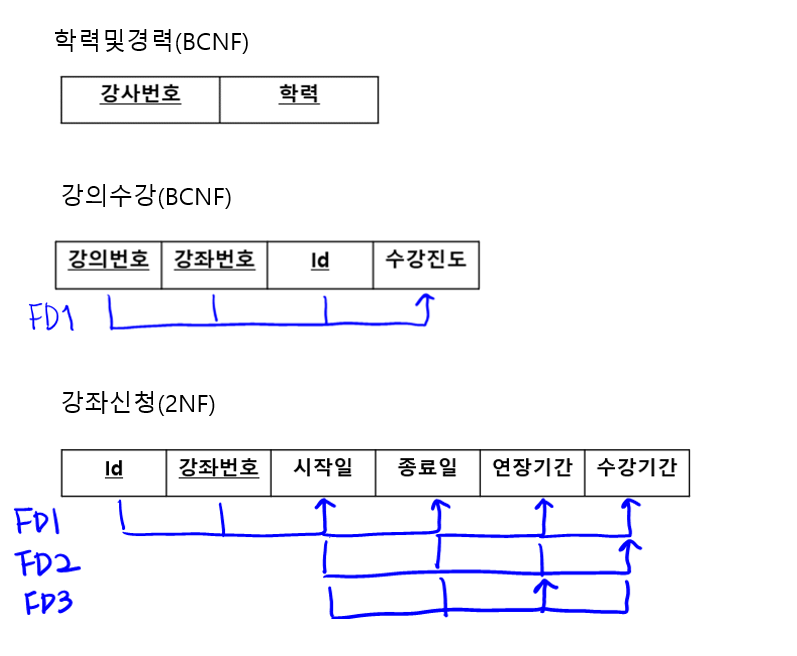 학력및경력(BCNF)
강사번호 학력
강의수강(BCNF)
강의번호 강좌번호 Id 수강진도
FD1
강좌신청(2NF)
Id 강좌번호 시작일 종료일 연장기간 수강기간
FD1
FD2
FD3